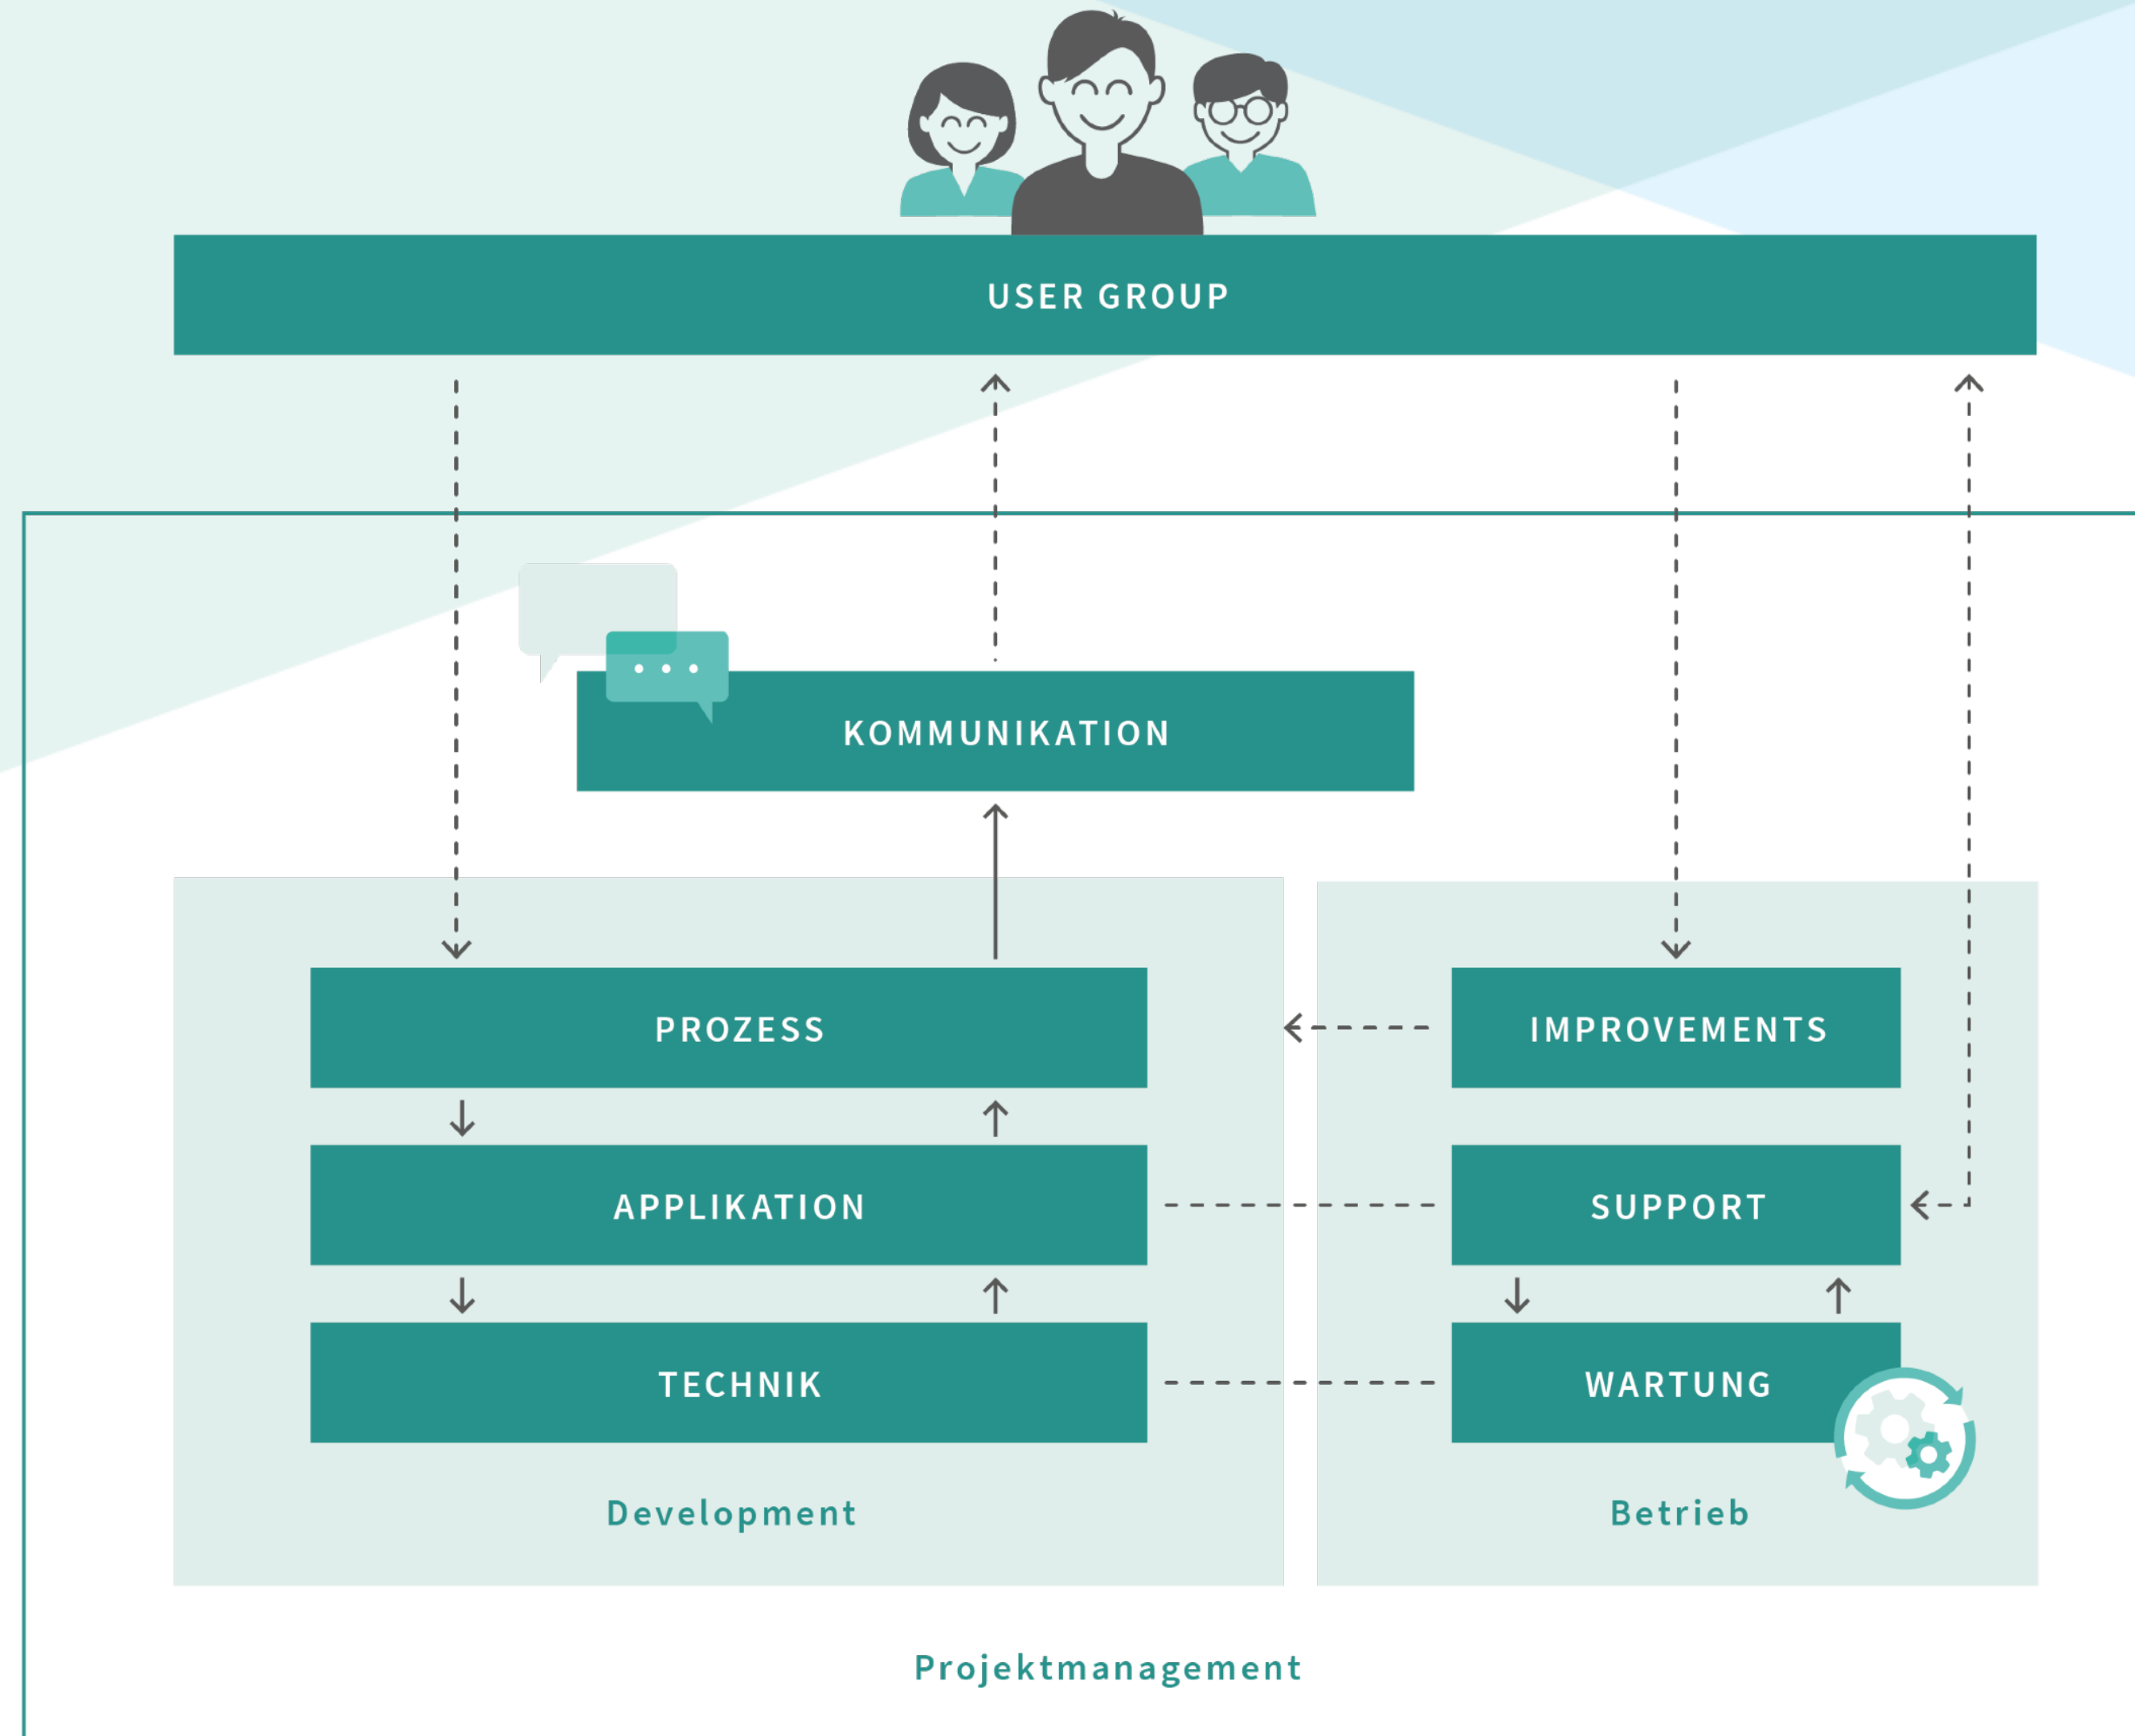 USER GROUP
KOMMUNIKATION
PROZESS
IMPROVEMENTS
APPLIKATION
SUPPORT
TECHNIK
WARTUNG
Development
Betrieb
Projektmanagement